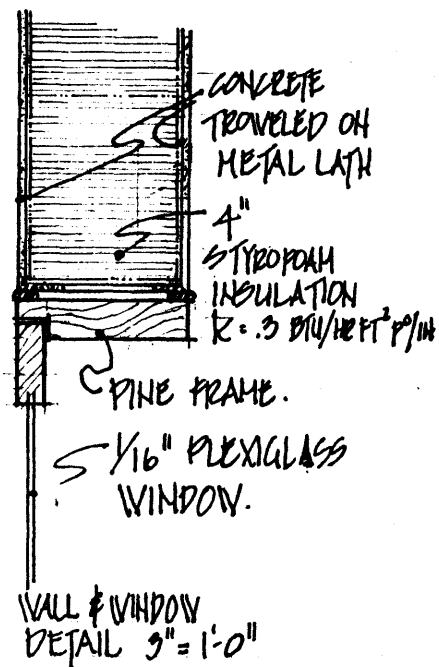 CONCRETE
TROWELED ON
METAL LATH
4"
STYROFOAM
INSULATION
K = .3 BTU/HR FT² F°/IN
PINE FRAME.
1/16" PLEXIGLASS
WINDOW.
WALL & WINDOW
DETAIL 3" = 1'-0"